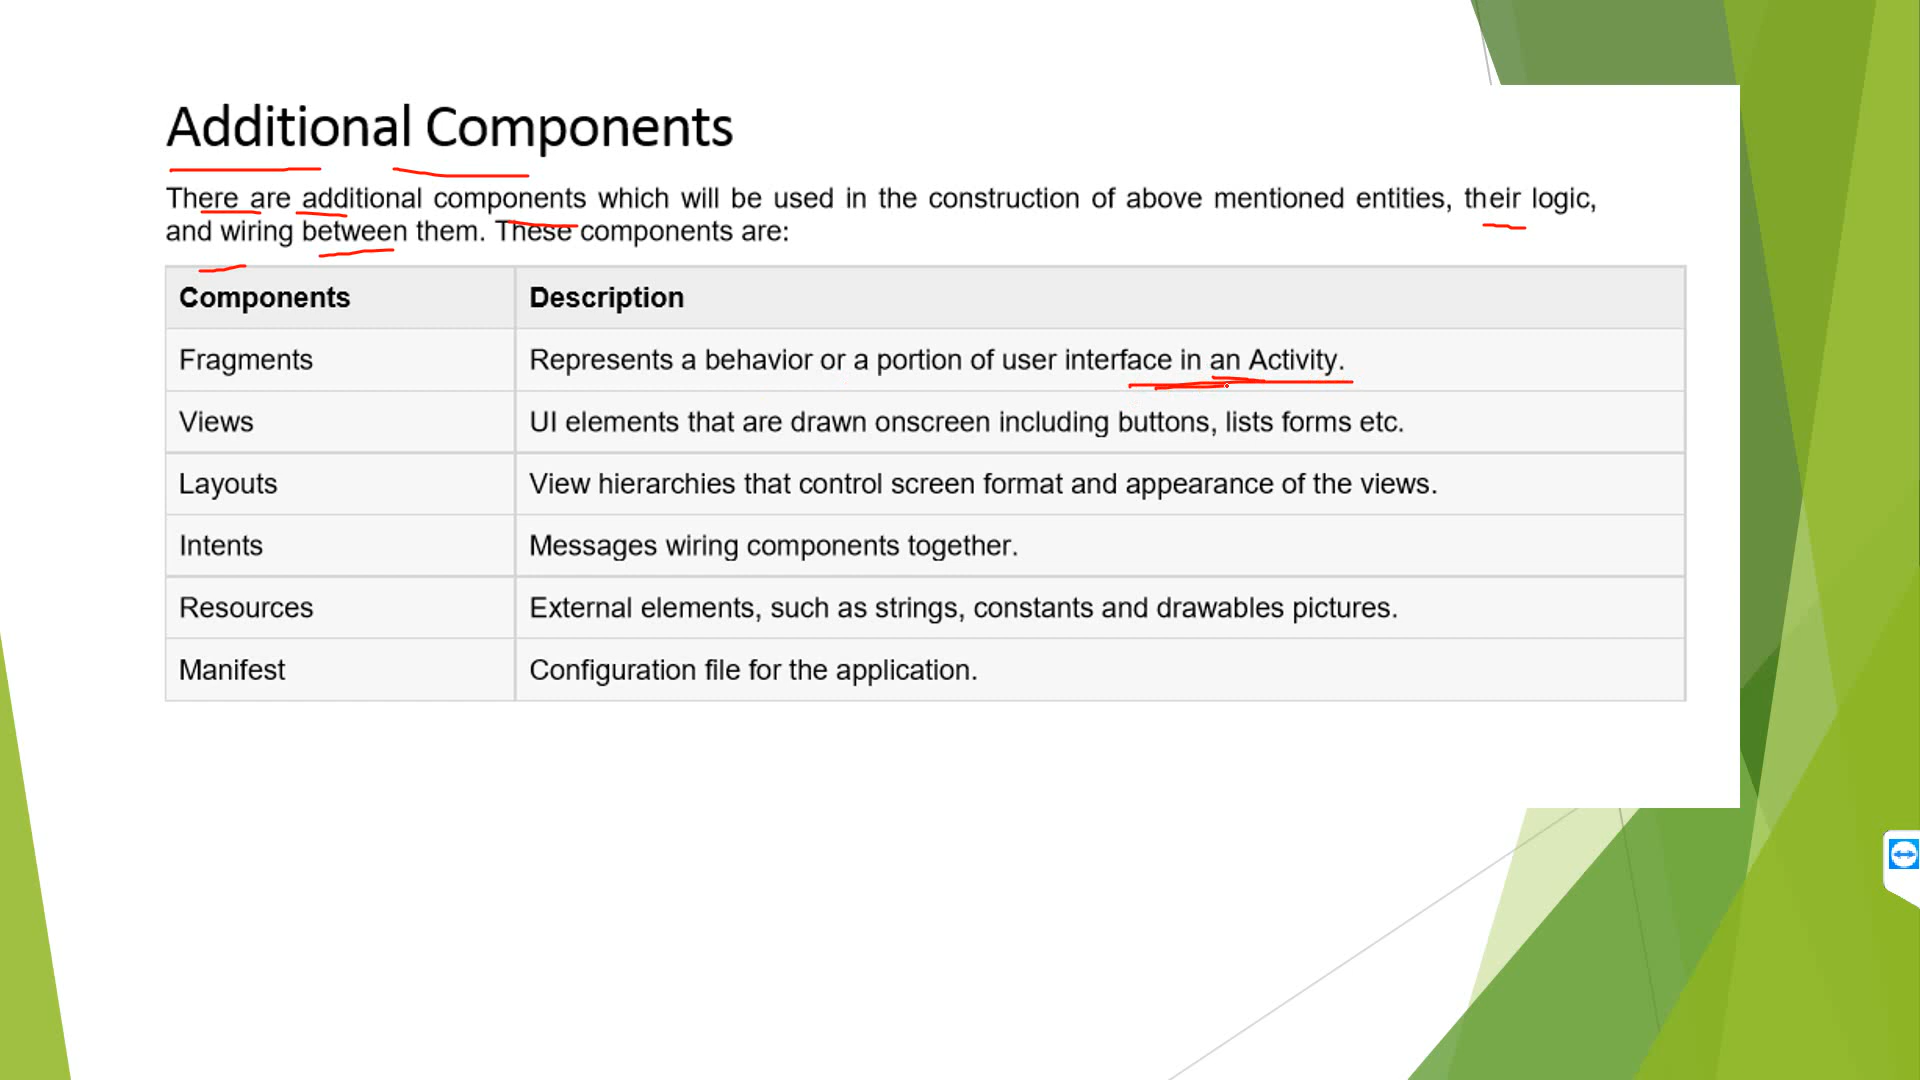 Additional Components
There are additional components which will be used in the construction of above mentioned entities, their logic,
and wiring between them. These components are:
Components Description
Fragments Represents a behavior or a portion of user interface in an Activity.
Views UI elements that are drawn onscreen including buttons, lists forms etc.
Layouts View hierarchies that control screen format and appearance of the views.
Intents Messages wiring components together.
Resources External elements, such as strings, constants and drawables pictures.
Manifest Configuration file for the application.